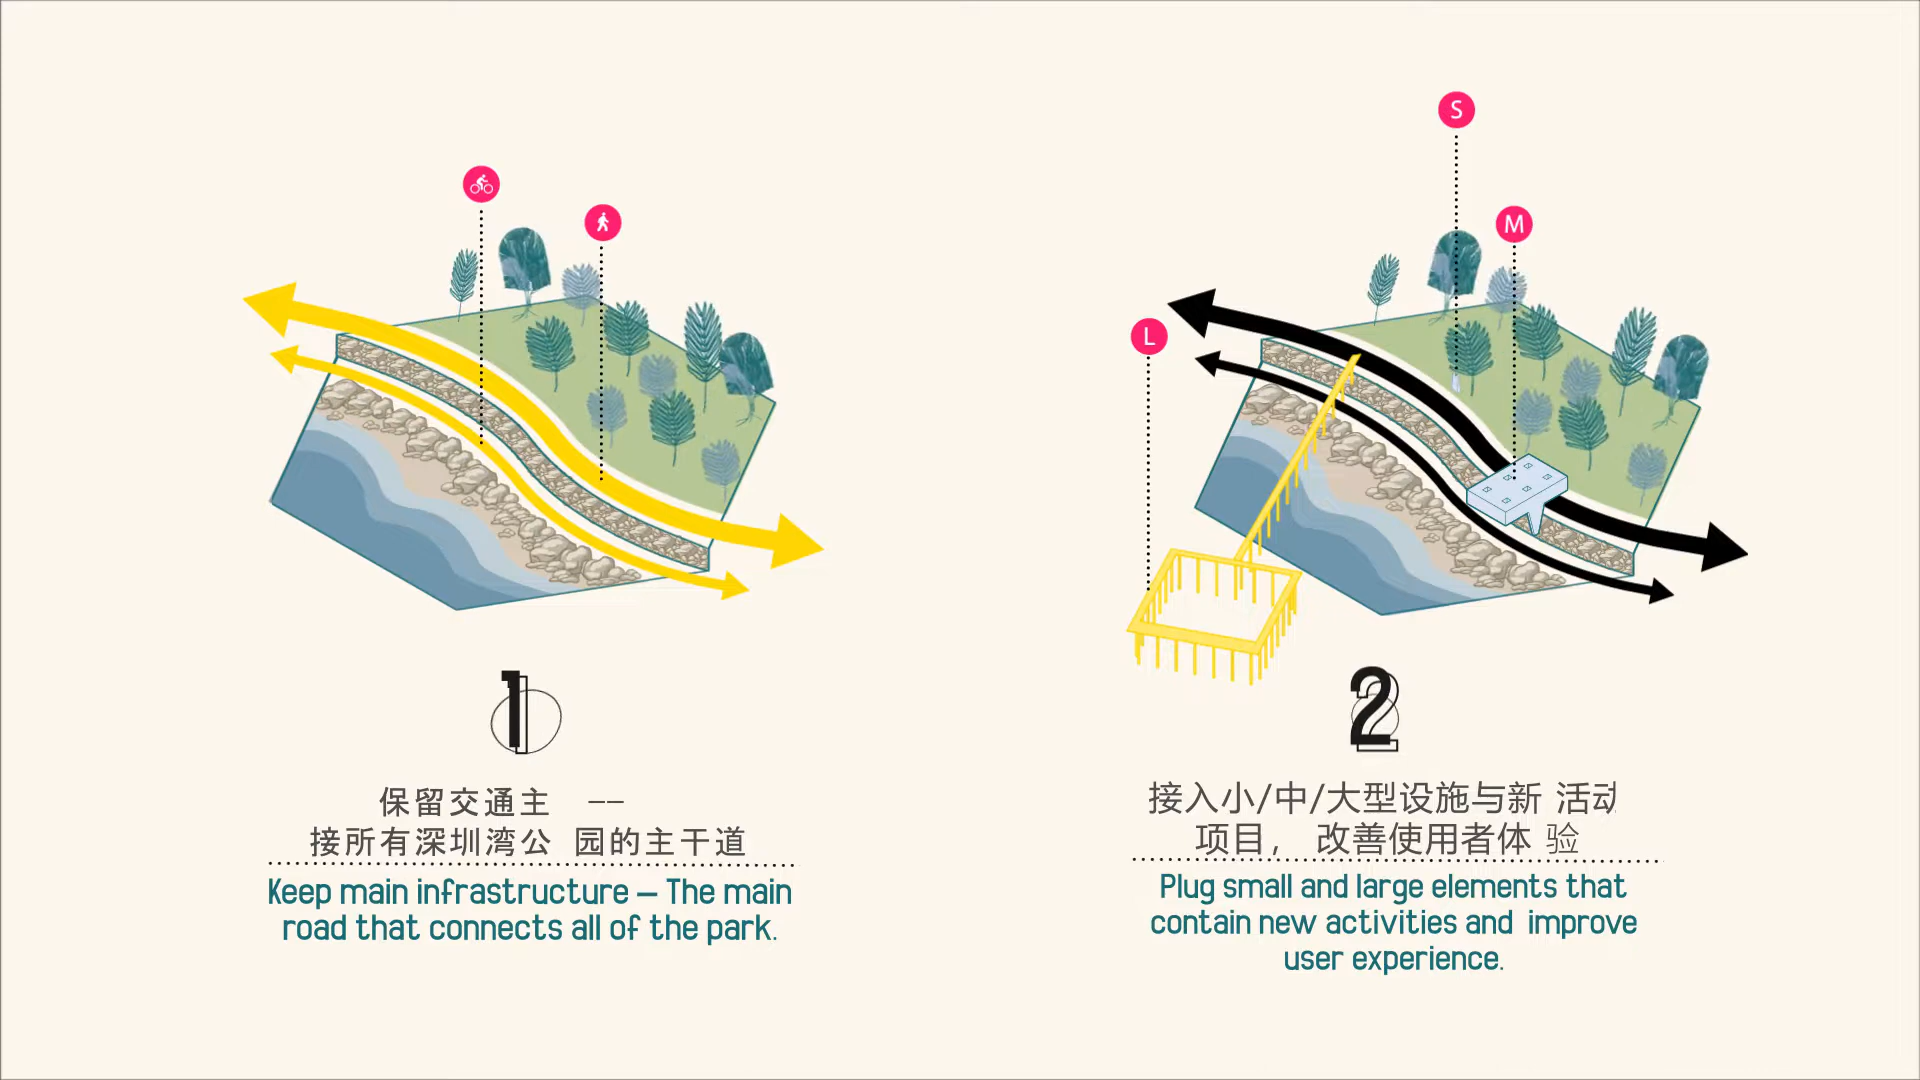 S
M
L
1
保留交通主 ——
接所有深圳湾公 园的主干道
Keep main infrastructure – The main
road that connects all of the park.
2
接入小/中/大型设施与新 活动
项目， 改善使用者体 验
Plug small and large elements that
contain new activities and improve
user experience.